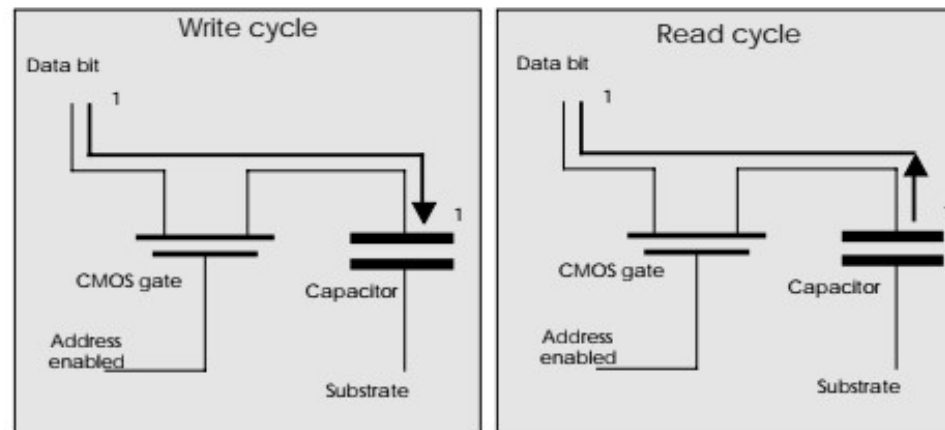 Write cycle
Data bit
1
1
CMOS gate
Capacitor
Address
enabled
Substrate
Read cycle
Data bit
1
1
CMOS gate
Capacitor
Address
enabled
Substrate